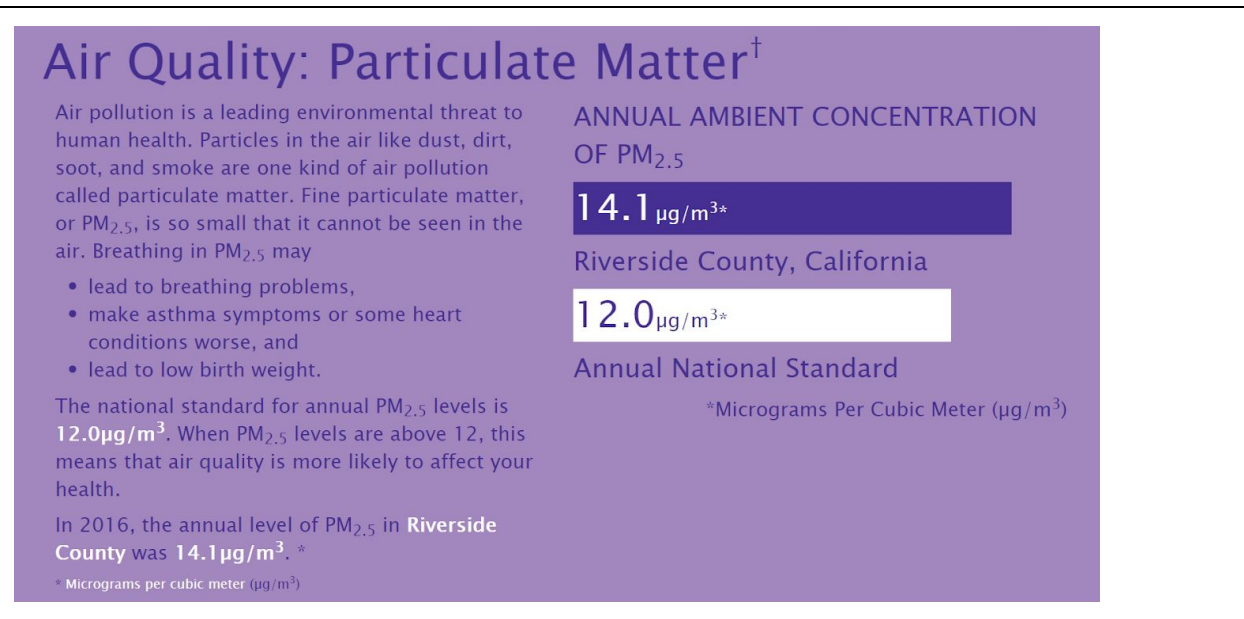 Air Quality: Particulate Matter†
Air pollution is a leading environmental threat to
human health. Particles in the air like dust, dirt,
soot, and smoke are one kind of air pollution
called particulate matter. Fine particulate matter,
or PM2.5, is so small that it cannot be seen in the
air. Breathing in PM2.5 may
• lead to breathing problems,
• make asthma symptoms or some heart
conditions worse, and
• lead to low birth weight.
The national standard for annual PM2.5 levels is
12.0μg/m³. When PM2.5 levels are above 12, this
means that air quality is more likely to affect your
health.
In 2016, the annual level of PM2.5 in Riverside
County was 14.1μg/m³. *
* Micrograms per cubic meter (μg/m³)
ANNUAL AMBIENT CONCENTRATION
OF PM2.5
14.1μg/m³*
Riverside County, California
12.0μg/m³*
Annual National Standard
*Micrograms Per Cubic Meter (μg/m³)